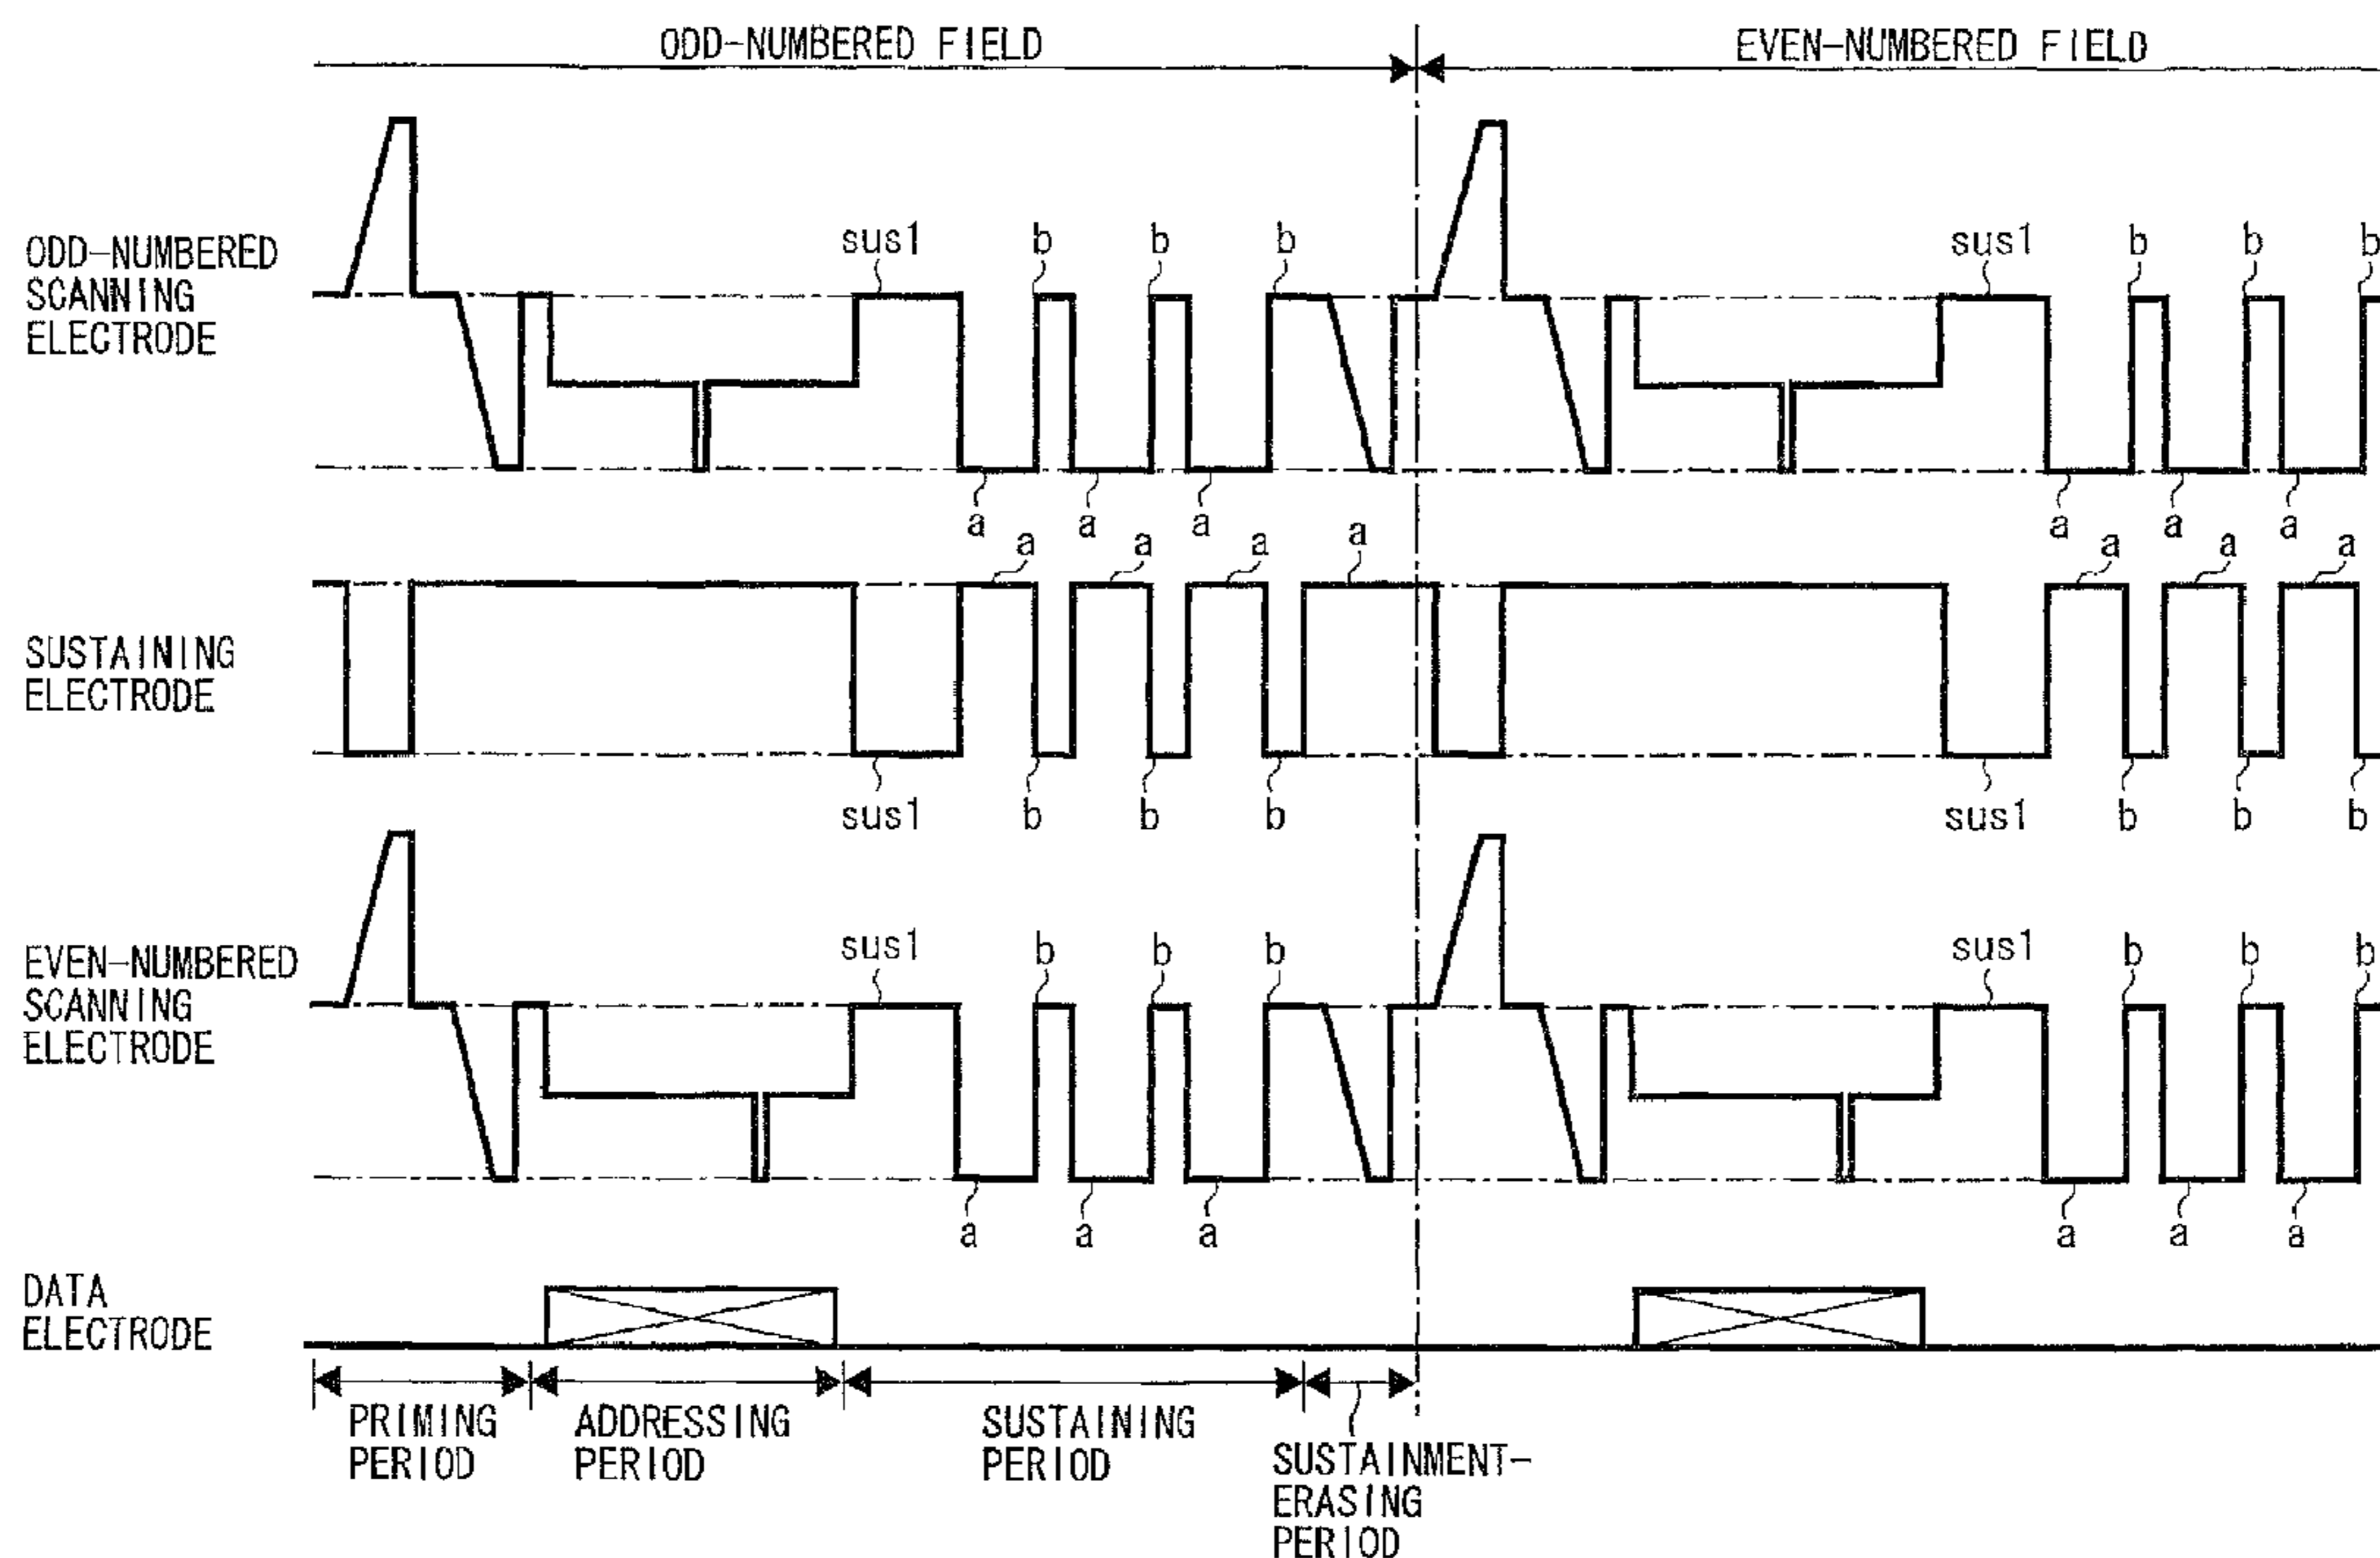 ODD-NUMBERED FIELD
EVEN-NUMBERED FIELD
ODD-NUMBERED
SCANNING
ELECTRODE
sus1
b
b
b
sus1
b
b
b
a
a
a
a
a
a
a
a
a
a
a
a
a
SUSTAINING
ELECTRODE
sus1
b
b
b
sus1
b
b
b
EVEN-NUMBERED
SCANNING
ELECTRODE
sus1
b
b
b
sus1
b
b
b
a
a
a
a
a
a
DATA
ELECTRODE
PRIMING
PERIOD
ADDRESSING
PERIOD
SUSTAINING
PERIOD
SUSTAINMENT-
ERASING
PERIOD